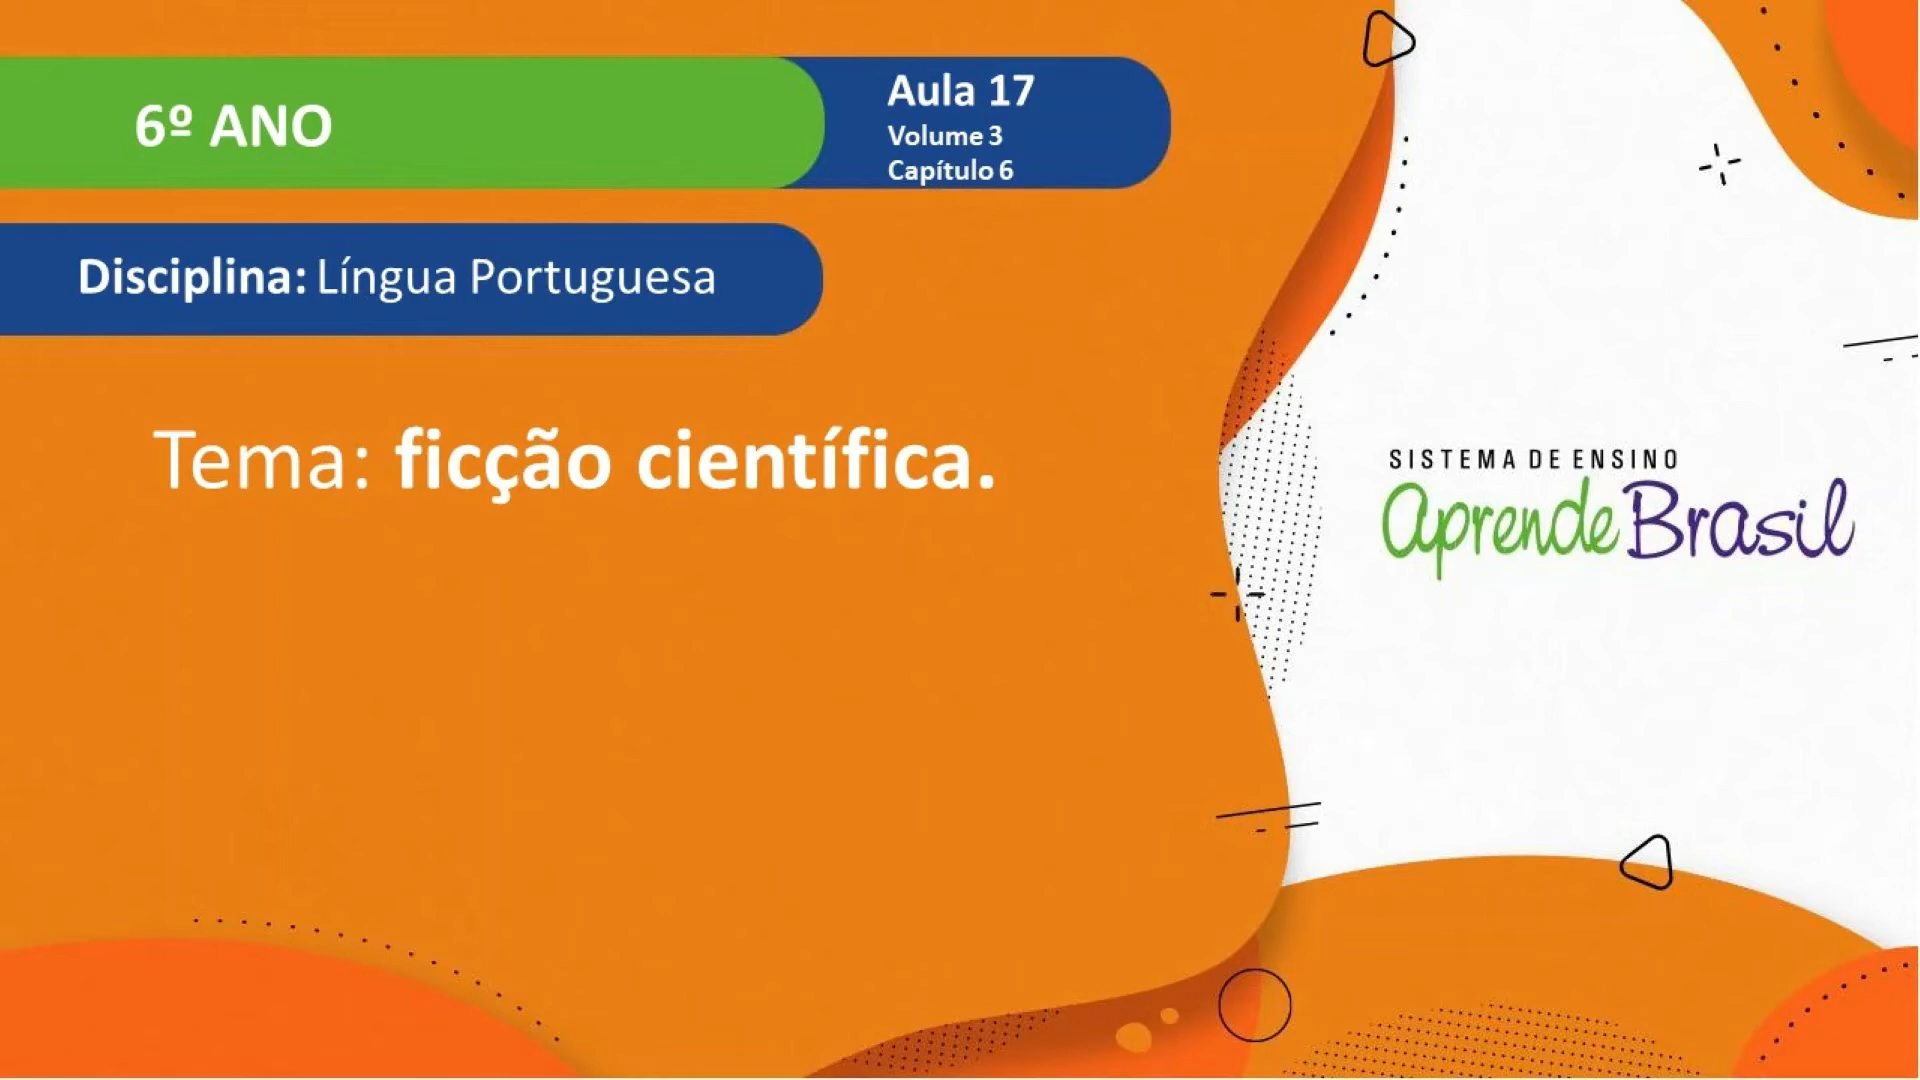 6º ANO
Aula 17
Volume 3
Capítulo 6
Disciplina: Língua Portuguesa
Tema: ficção científica.
SISTEMA DE ENSINO
aprende Brasil